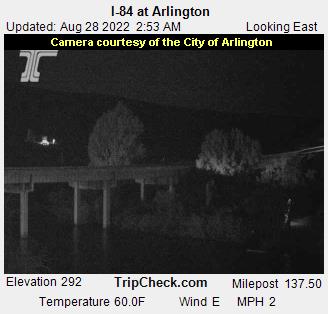 I-84 at Arlington
Updated: Aug 28 2022 2:53 AM Looking East
Camera courtesy of the City of Arlington
Elevation 292 TripCheck.com Milepost 137.50
Temperature 60.0F Wind E MPH 2